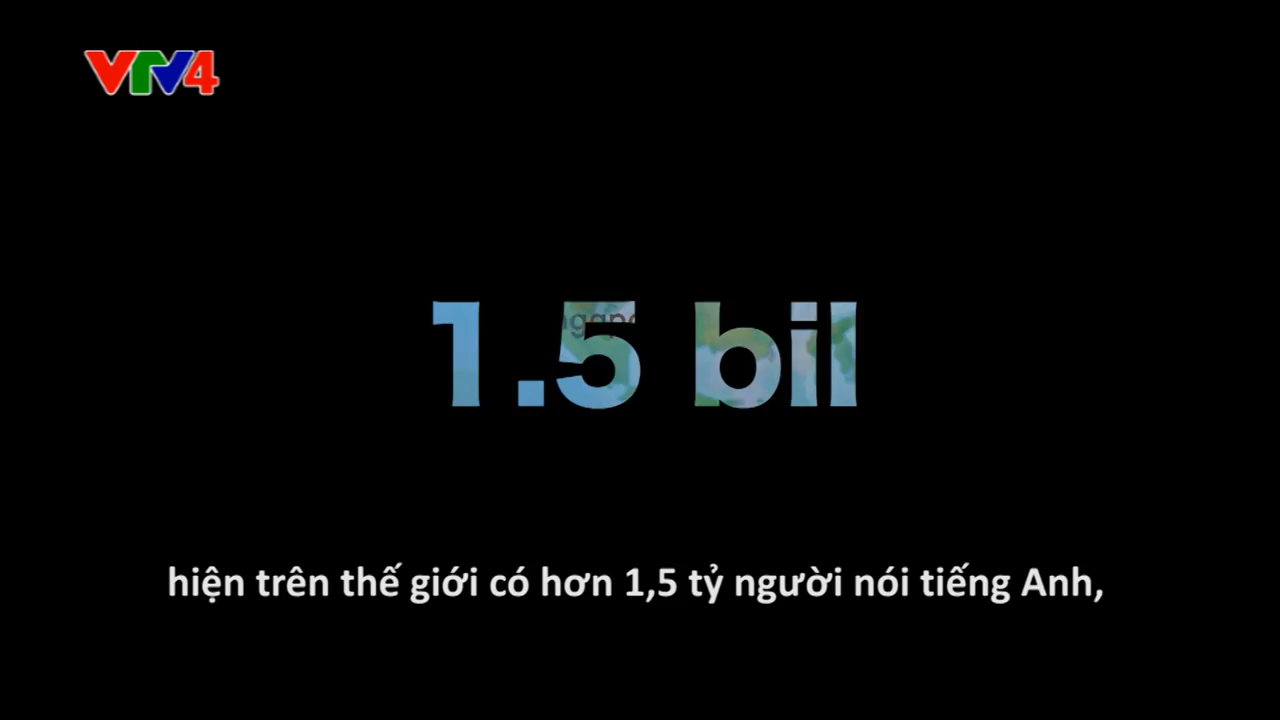 VTV4
1.5 bil
hiện trên thế giới có hơn 1,5 tỷ người nói tiếng Anh,